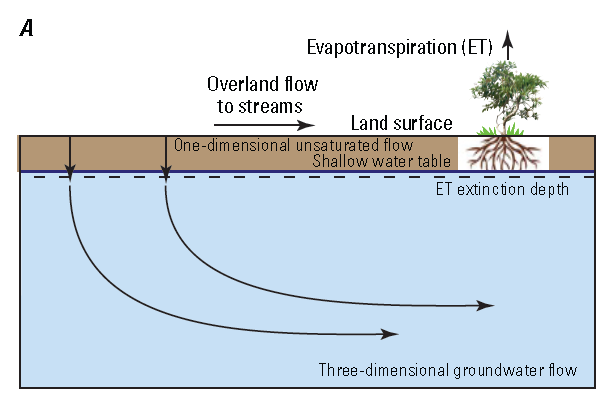 A
Evapotranspiration (ET)
Overland flow
to streams
Land surface
One-dimensional unsaturated flow
Shallow water table
ET extinction depth
Three-dimensional groundwater flow